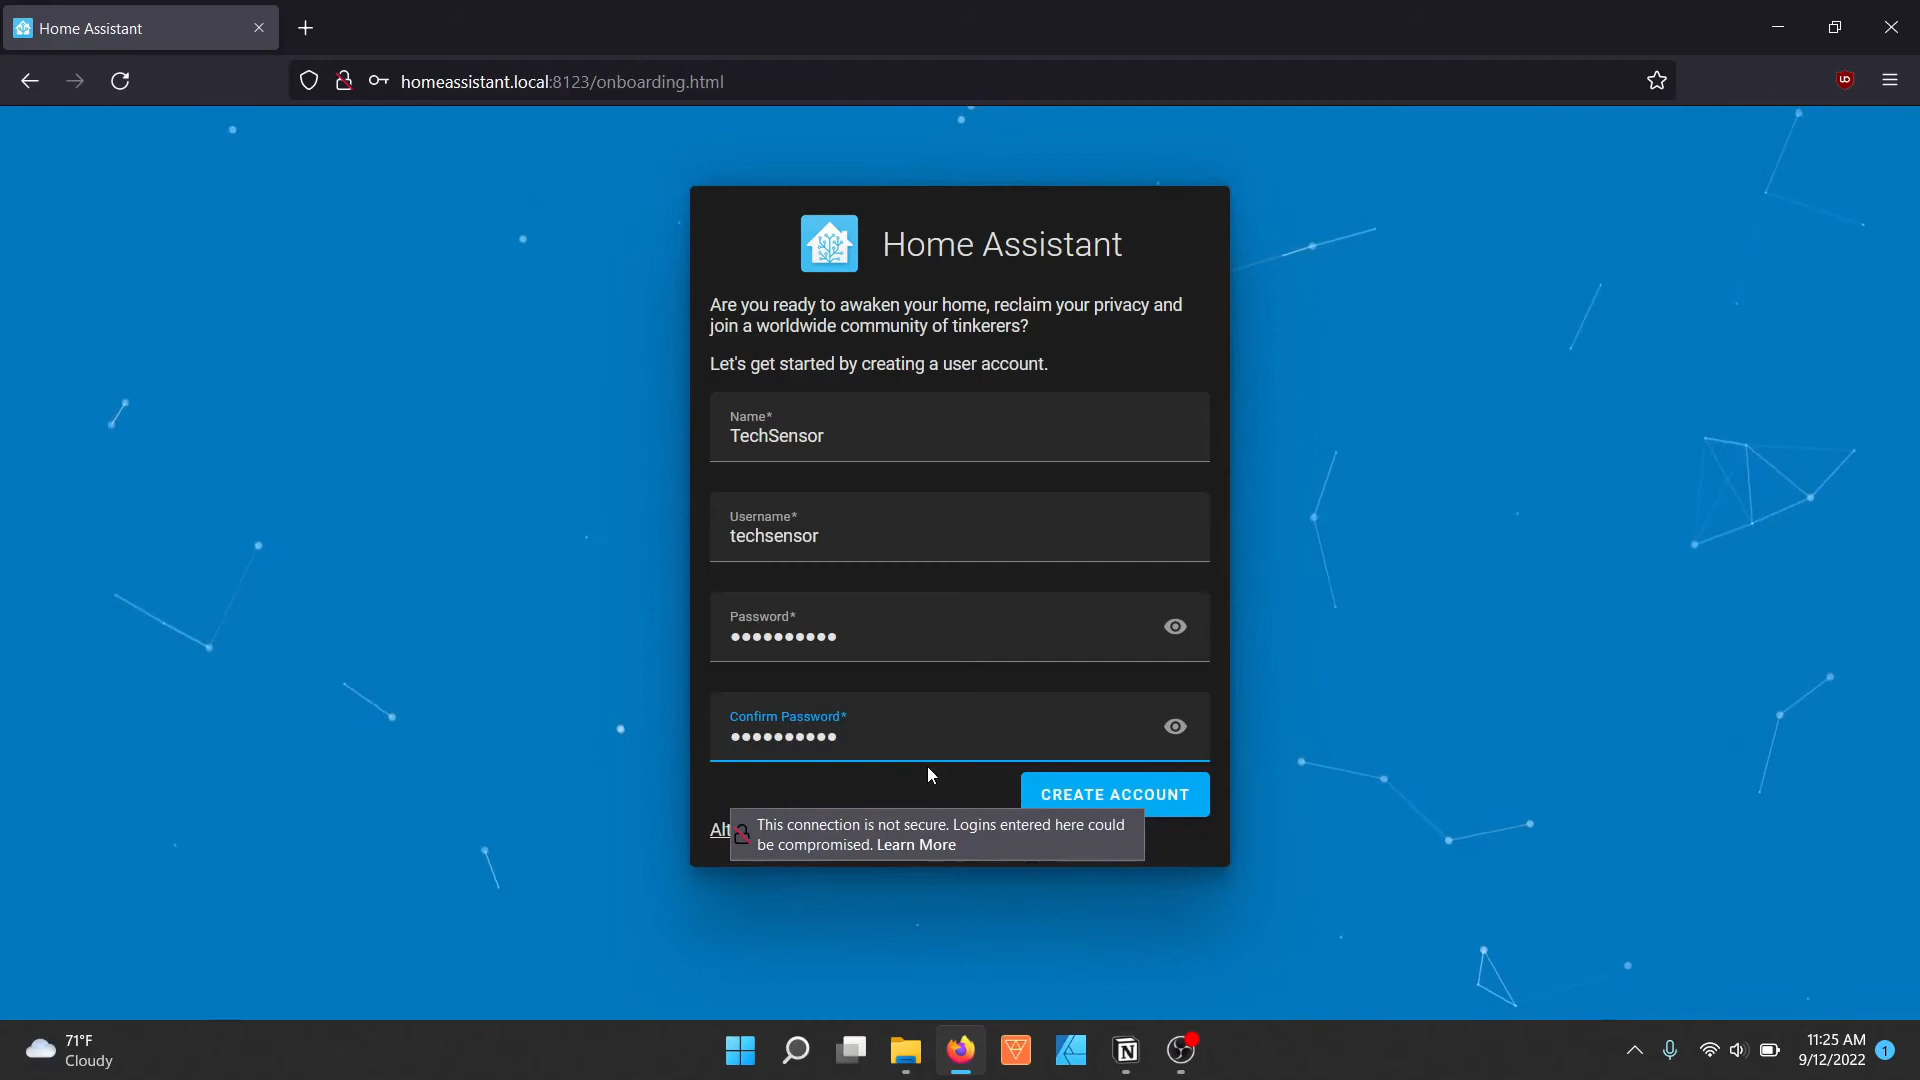 Home Assistant
homeassistant.local:8123/onboarding.html
Home Assistant
Are you ready to awaken your home, reclaim your privacy and
join a worldwide community of tinkerers?
Let's get started by creating a user account.
Name*
TechSensor
Username*
techsensor
Password*
●●●●●●●●●●
Confirm Password*
●●●●●●●●●●
CREATE ACCOUNT
This connection is not secure. Logins entered here could
be compromised. Learn More
71°F
Cloudy
11:25 AM
9/12/2022
1